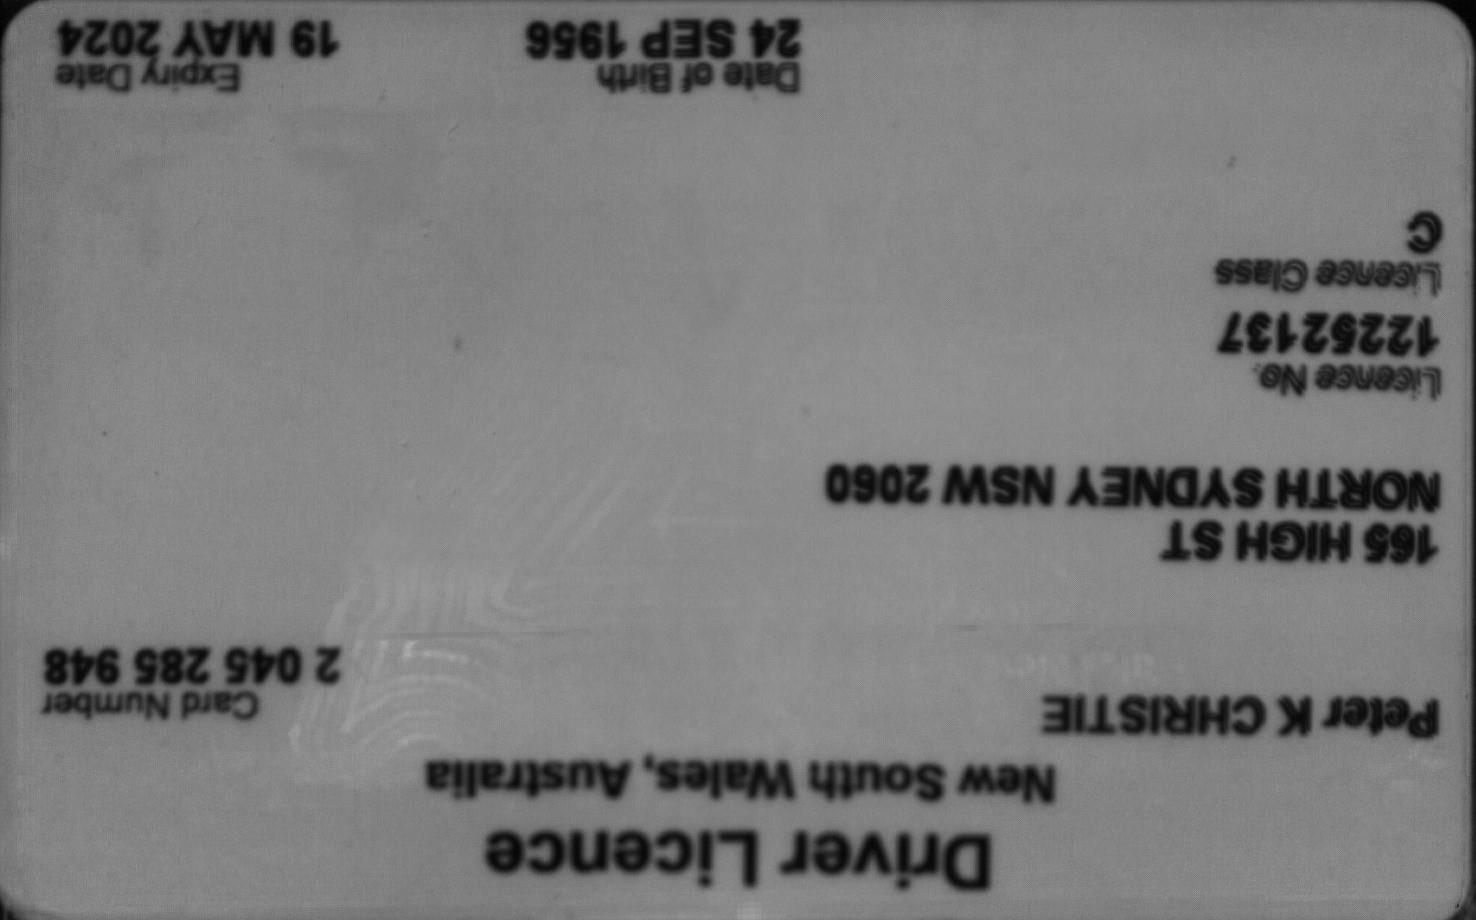 Driver Licence
New South Wales, Australia
Peter K CHRISTIE
Card Number
2 045 285 948
165 HIGH ST
NORTH SYDNEY NSW 2060
Licence No.
12252137
Licence Class
C
Date of Birth
24 SEP 1956
Expiry Date
19 MAY 2024